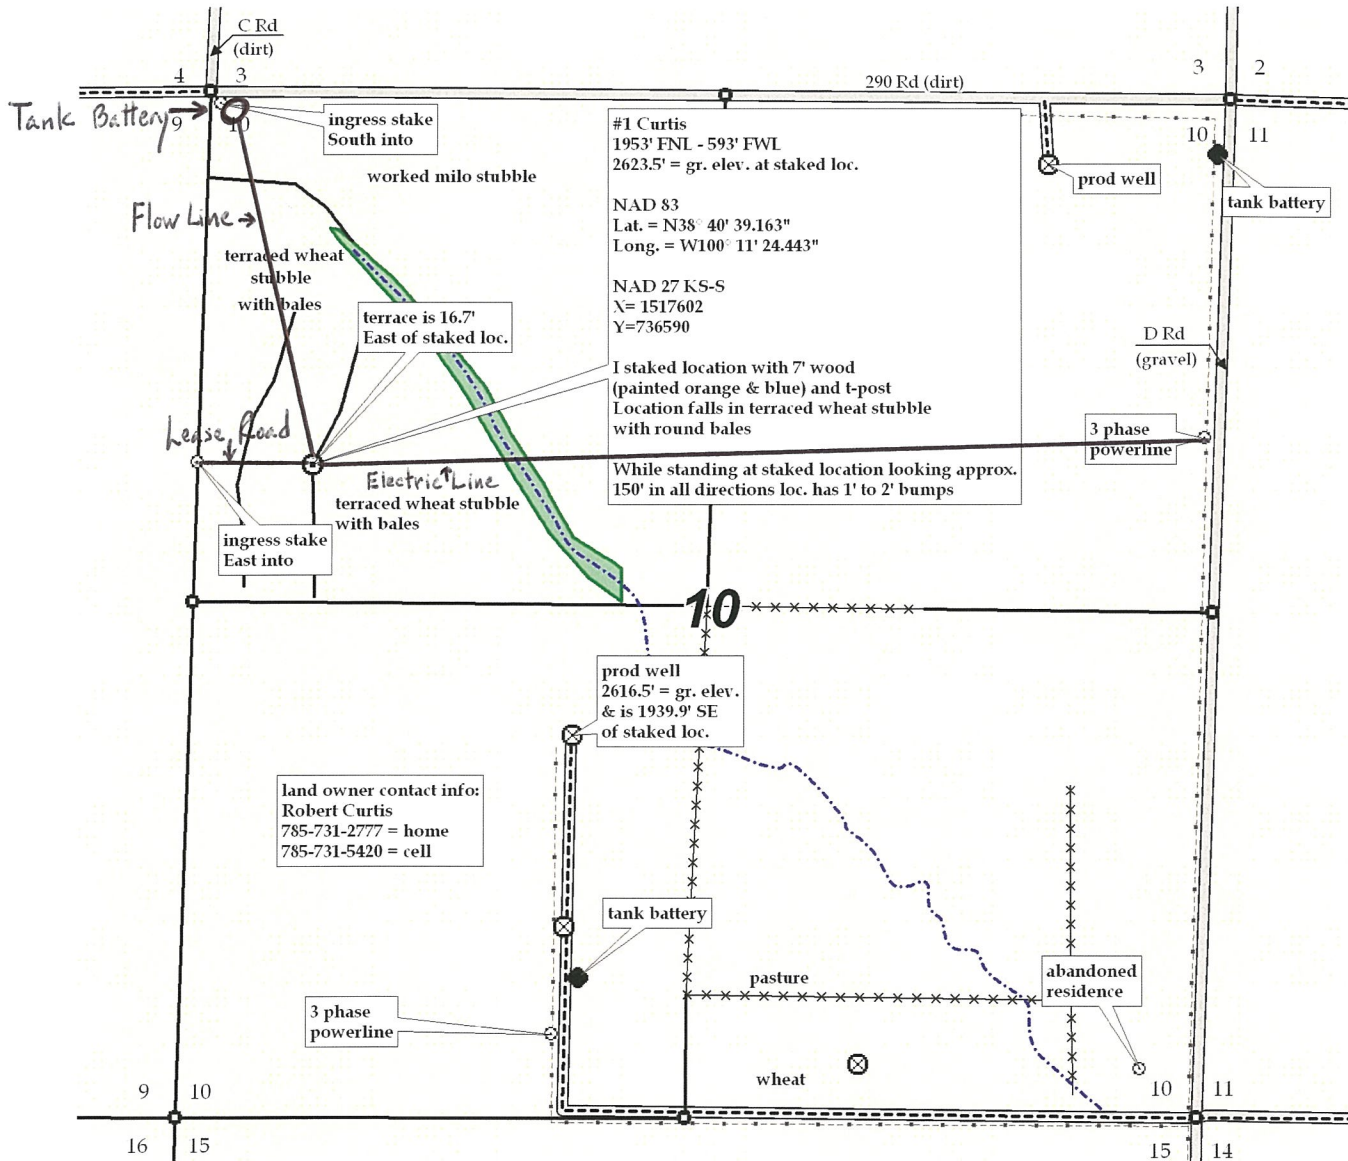 C Rd
(dirt)
4
3
3
2
290 Rd (dirt)
Tank Battery
9
10
10
11
ingress stake
South into
worked milo stubble
#1 Curtis
1953' FNL - 593' FWL
2623.5' = gr. elev. at staked loc.
NAD 83
Lat. = N38° 40' 39.163"
Long. = W100° 11' 24.443"
NAD 27 KS-S
X= 1517602
Y=736590
I staked location with 7' wood
(painted orange & blue) and t-post
Location falls in terraced wheat stubble
with round bales
While standing at staked location looking approx.
150' in all directions loc. has 1' to 2' bumps
prod well
tank battery
Flow Line
terraced wheat
stubble
with bales
terrace is 16.7'
East of staked loc.
D Rd
(gravel)
Lease Road
3 phase
powerline
Electric Line
terraced wheat stubble
with bales
ingress stake
East into
10
prod well
2616.5' = gr. elev.
& is 1939.9' SE
of staked loc.
land owner contact info:
Robert Curtis
785-731-2777 = home
785-731-5420 = cell
tank battery
pasture
abandoned
residence
3 phase
powerline
wheat
9
10
10
11
16
15
15
14